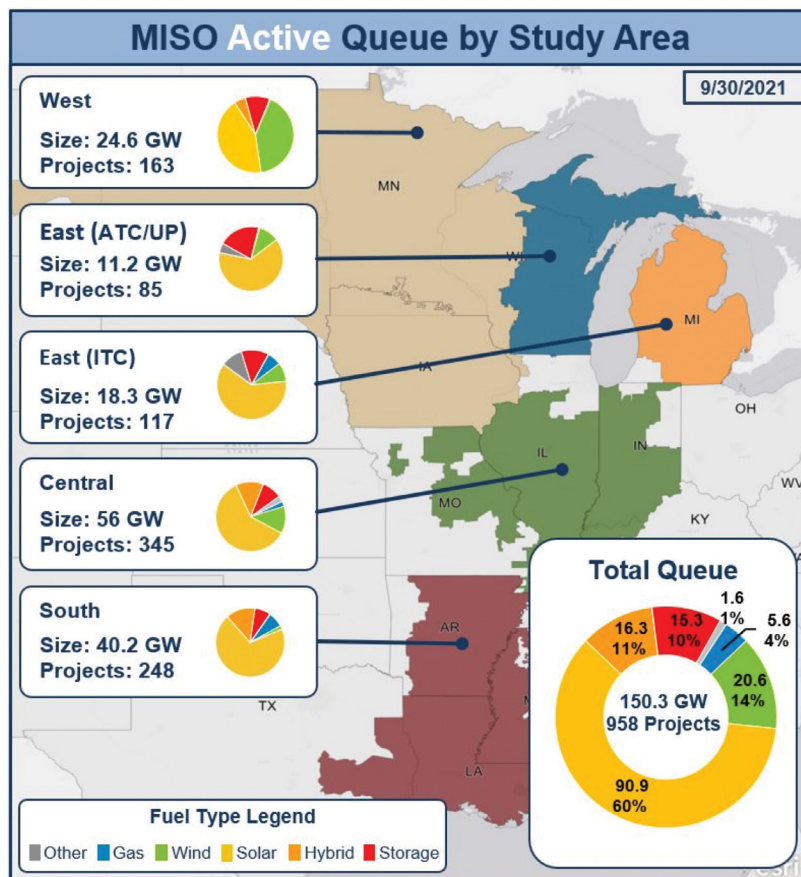 MISO Active Queue by Study Area
9/30/2021
West
Size: 24.6 GW
Projects: 163
East (ATC/UP)
Size: 11.2 GW
Projects: 85
East (ITC)
Size: 18.3 GW
Projects: 117
Central
Size: 56 GW
Projects: 345
South
Size: 40.2 GW
Projects: 248
MN
MI
IA
OH
IL
IN
MO
WV
KY
AR
TX
LA
Total Queue
1.6
1%
5.6
4%
15.3
10%
16.3
11%
20.6
14%
150.3 GW
958 Projects
90.9
60%
Fuel Type Legend
Other Gas Wind Solar Hybrid Storage
esri